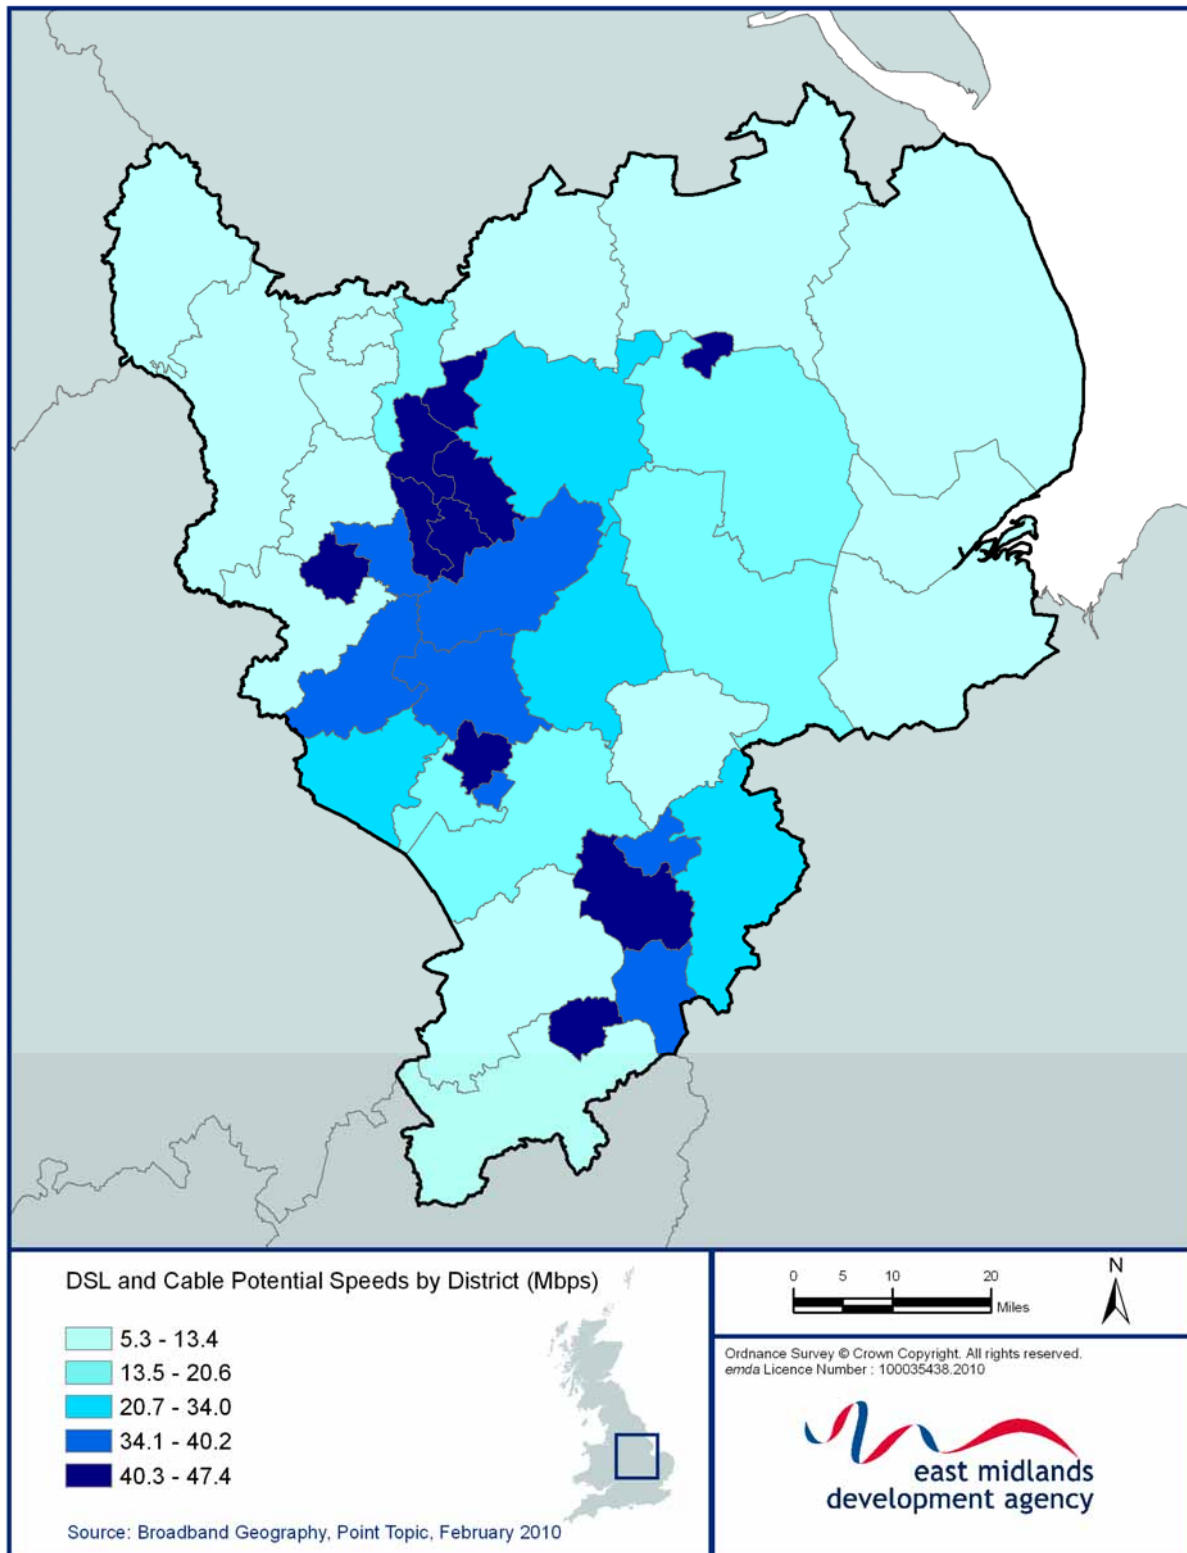 DSL and Cable Potential Speeds by District (Mbps)
5.3 - 13.4
13.5 - 20.6
20.7 - 34.0
34.1 - 40.2
40.3 - 47.4
Source: Broadband Geography, Point Topic, February 2010
0 5 10 20
Miles
N
Ordnance Survey © Crown Copyright. All rights reserved.
emda Licence Number : 100035438.2010
east midlands
development agency